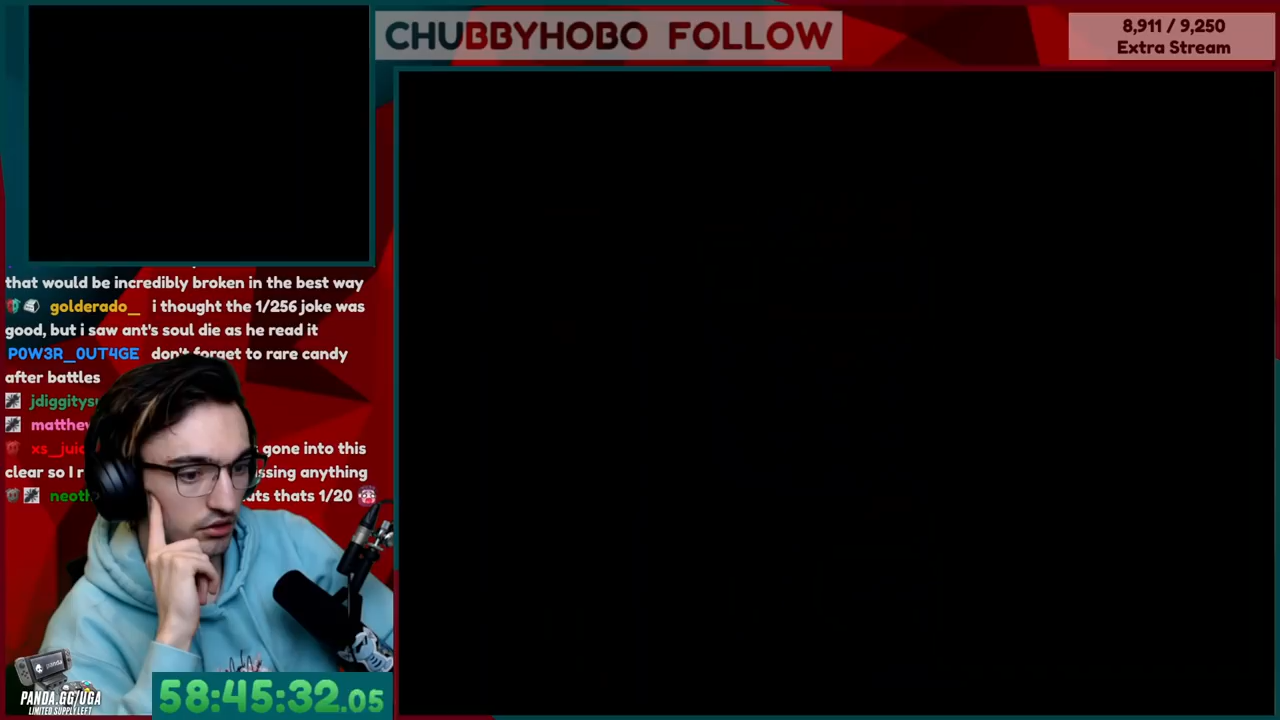 CHUBBYHOBO FOLLOW
8,911 / 9,250
Extra Stream
that would be incredibly broken in the best way
golderado_ i thought the 1/256 joke was
good, but i saw ant's soul die as he read it
P0W3R_0UT4GE don't forget to rare candy
after battles
gone into this
clear so I
ssing anything
thats 1/20
PANDA.GG/UGA
LIMITED SUPPLY LEFT
58:45:32.05